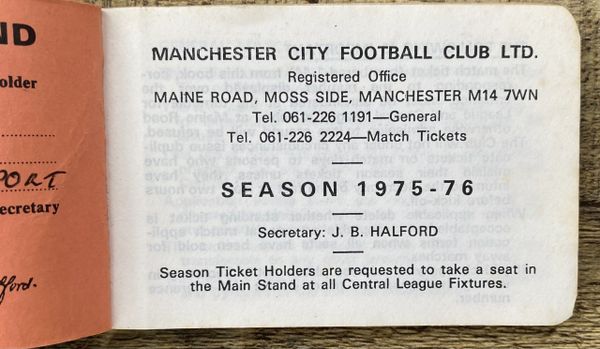 ND
older
PORT
ecretary
MANCHESTER CITY FOOTBALL CLUB LTD.
Registered Office
MAINE ROAD, MOSS SIDE, MANCHESTER M14 7WN
Tel. 061-226 1191—General
Tel. 061-226 2224—Match Tickets
SEASON 1975-76
Secretary: J. B. HALFORD
Season Ticket Holders are requested to take a seat in
the Main Stand at all Central League Fixtures.